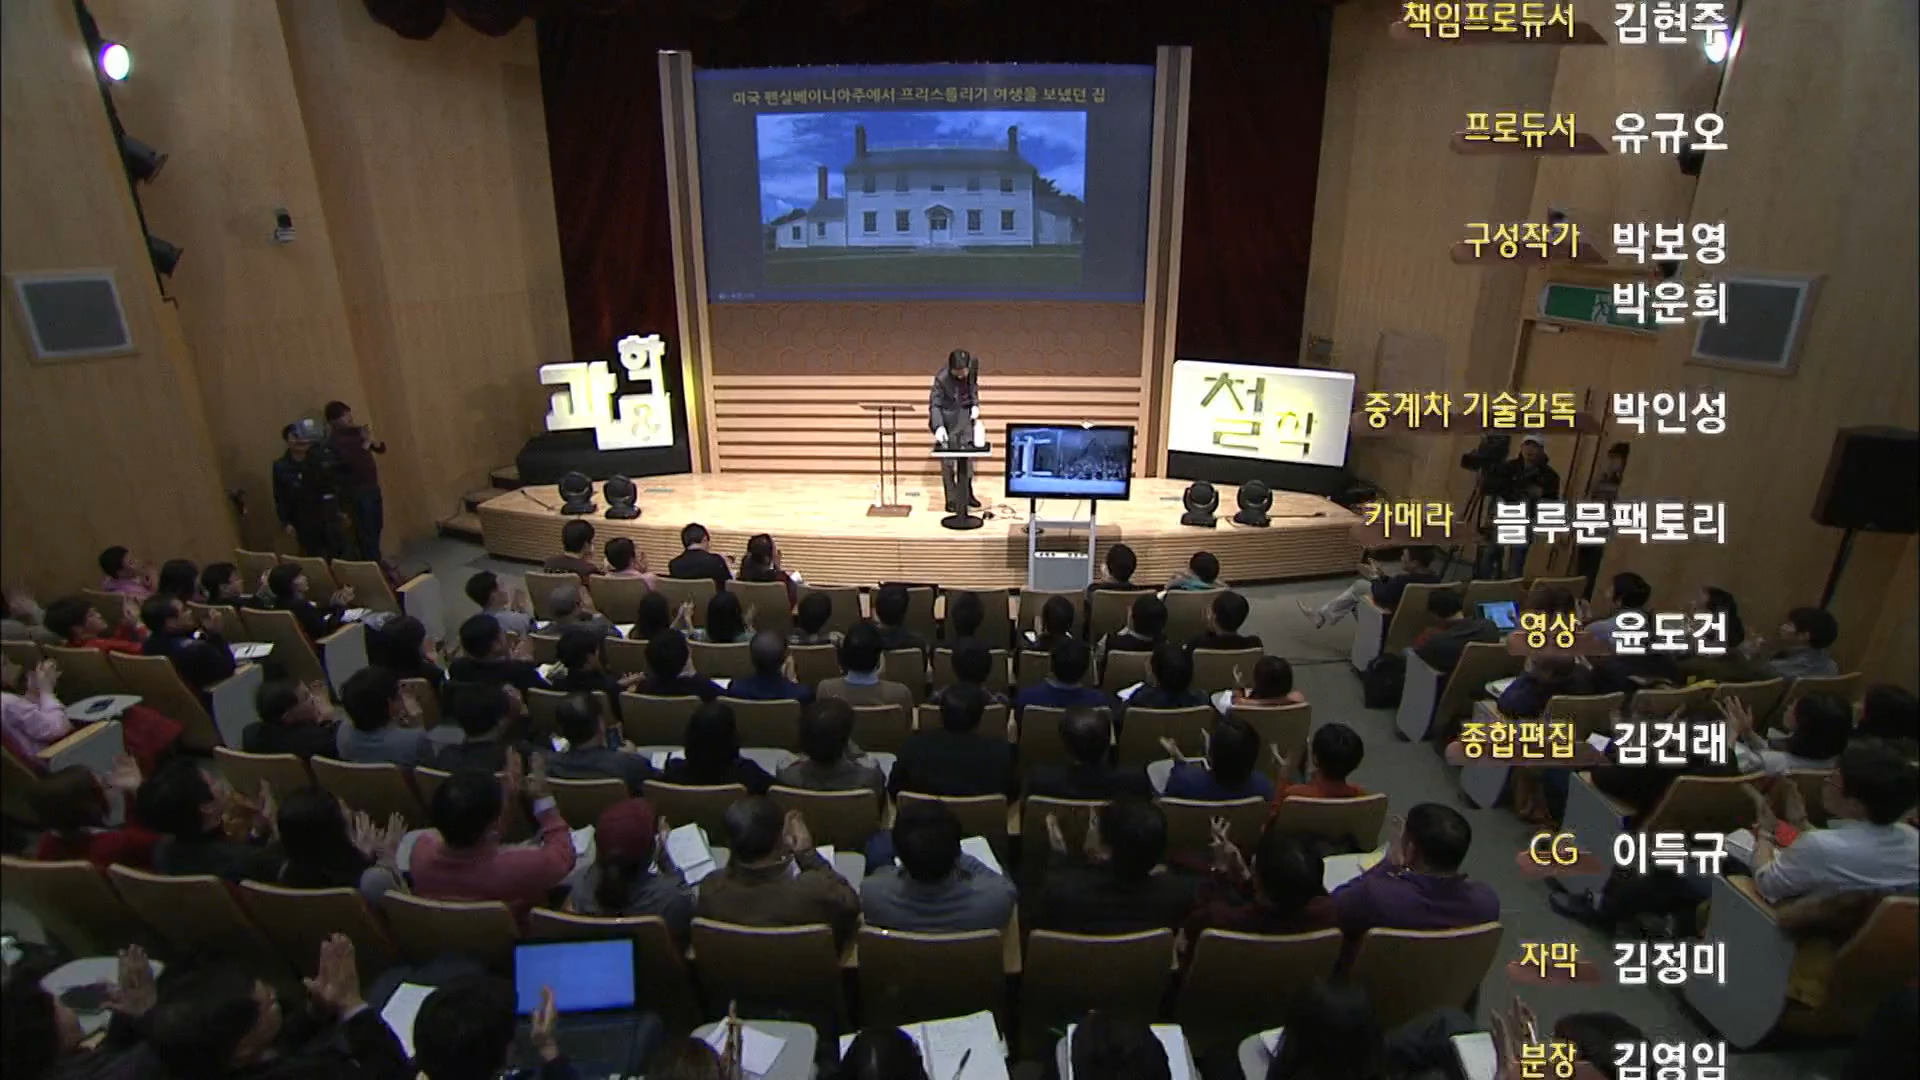 미국 펜실베이니아주에서 프리스틀리가 여생을 보냈던 집
과학
철학
책임프로듀서 김현주
프로듀서 유규오
구성작가 박보영
박운희
중계차 기술감독 박인성
카메라 블루문팩토리
영상 윤도건
종합편집 김건래
CG 이득규
자막 김정미
분장 김영임